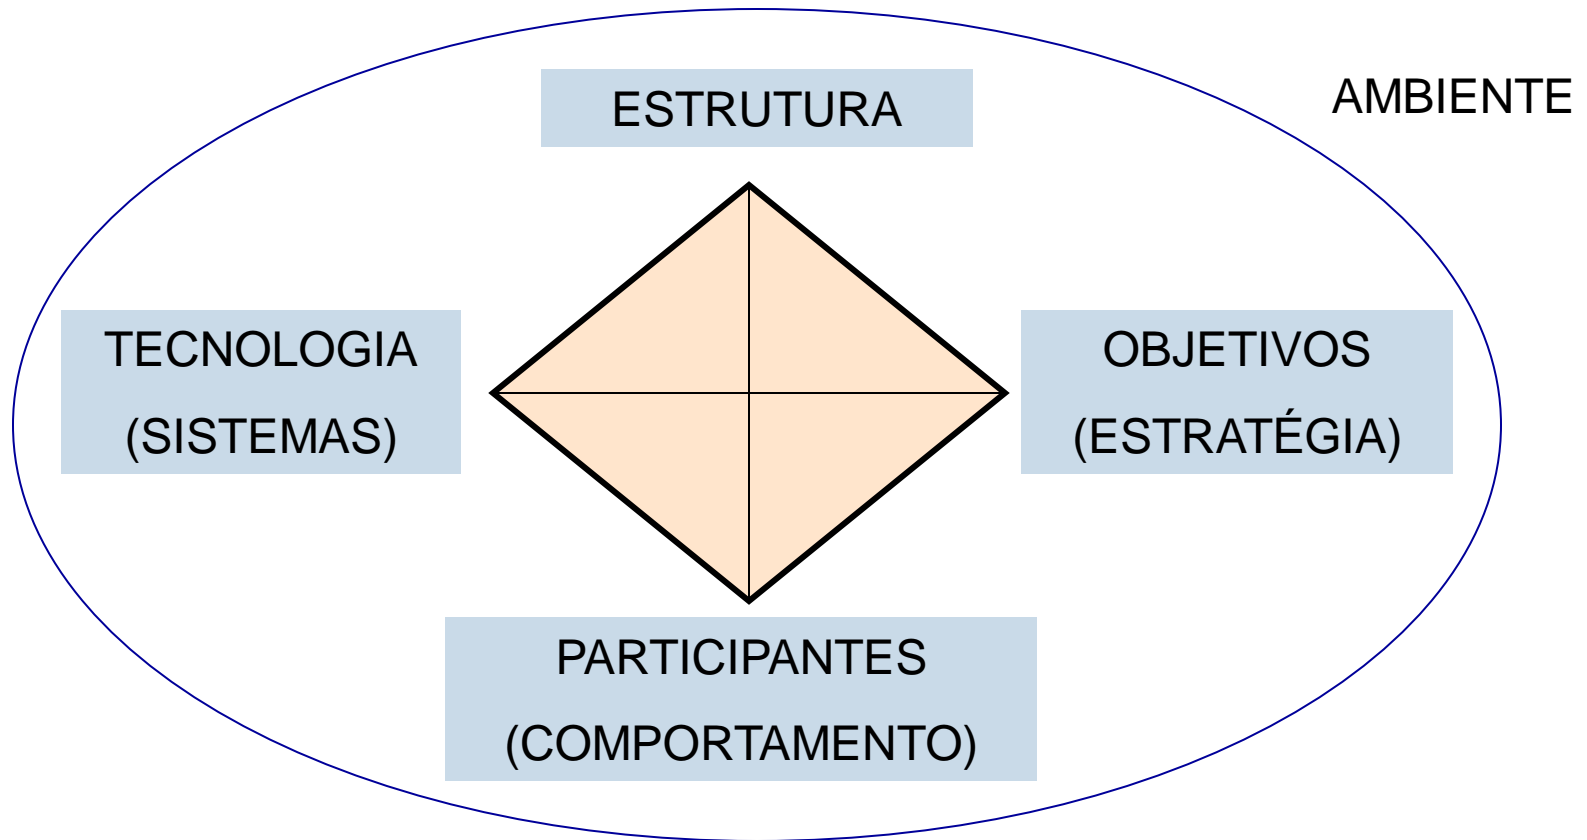 ESTRUTURA
AMBIENTE
TECNOLOGIA
(SISTEMAS)
OBJETIVOS
(ESTRATÉGIA)
PARTICIPANTES
(COMPORTAMENTO)